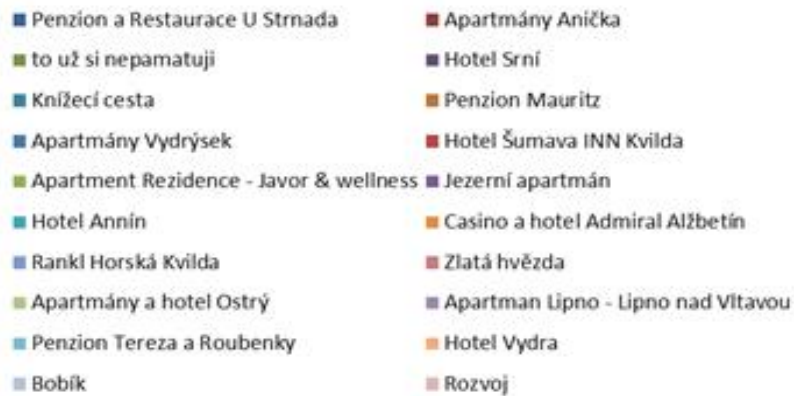 Penzion a Restaurace U Strnada
Apartmány Anička
to už si nepamatuji
Hotel Srní
Knížecí cesta
Penzion Mauritz
Apartmány Vydrýsek
Hotel Šumava INN Kvilda
Apartment Rezidence - Javor & wellness
Jezerní apartmán
Hotel Annín
Casino a hotel Admiral Alžbetín
Rankl Horská Kvilda
Zlatá hvězda
Apartmány a hotel Ostrý
Apartman Lipno - Lipno nad Vltavou
Penzion Tereza a Roubenky
Hotel Vydra
Bobík
Rozvoj